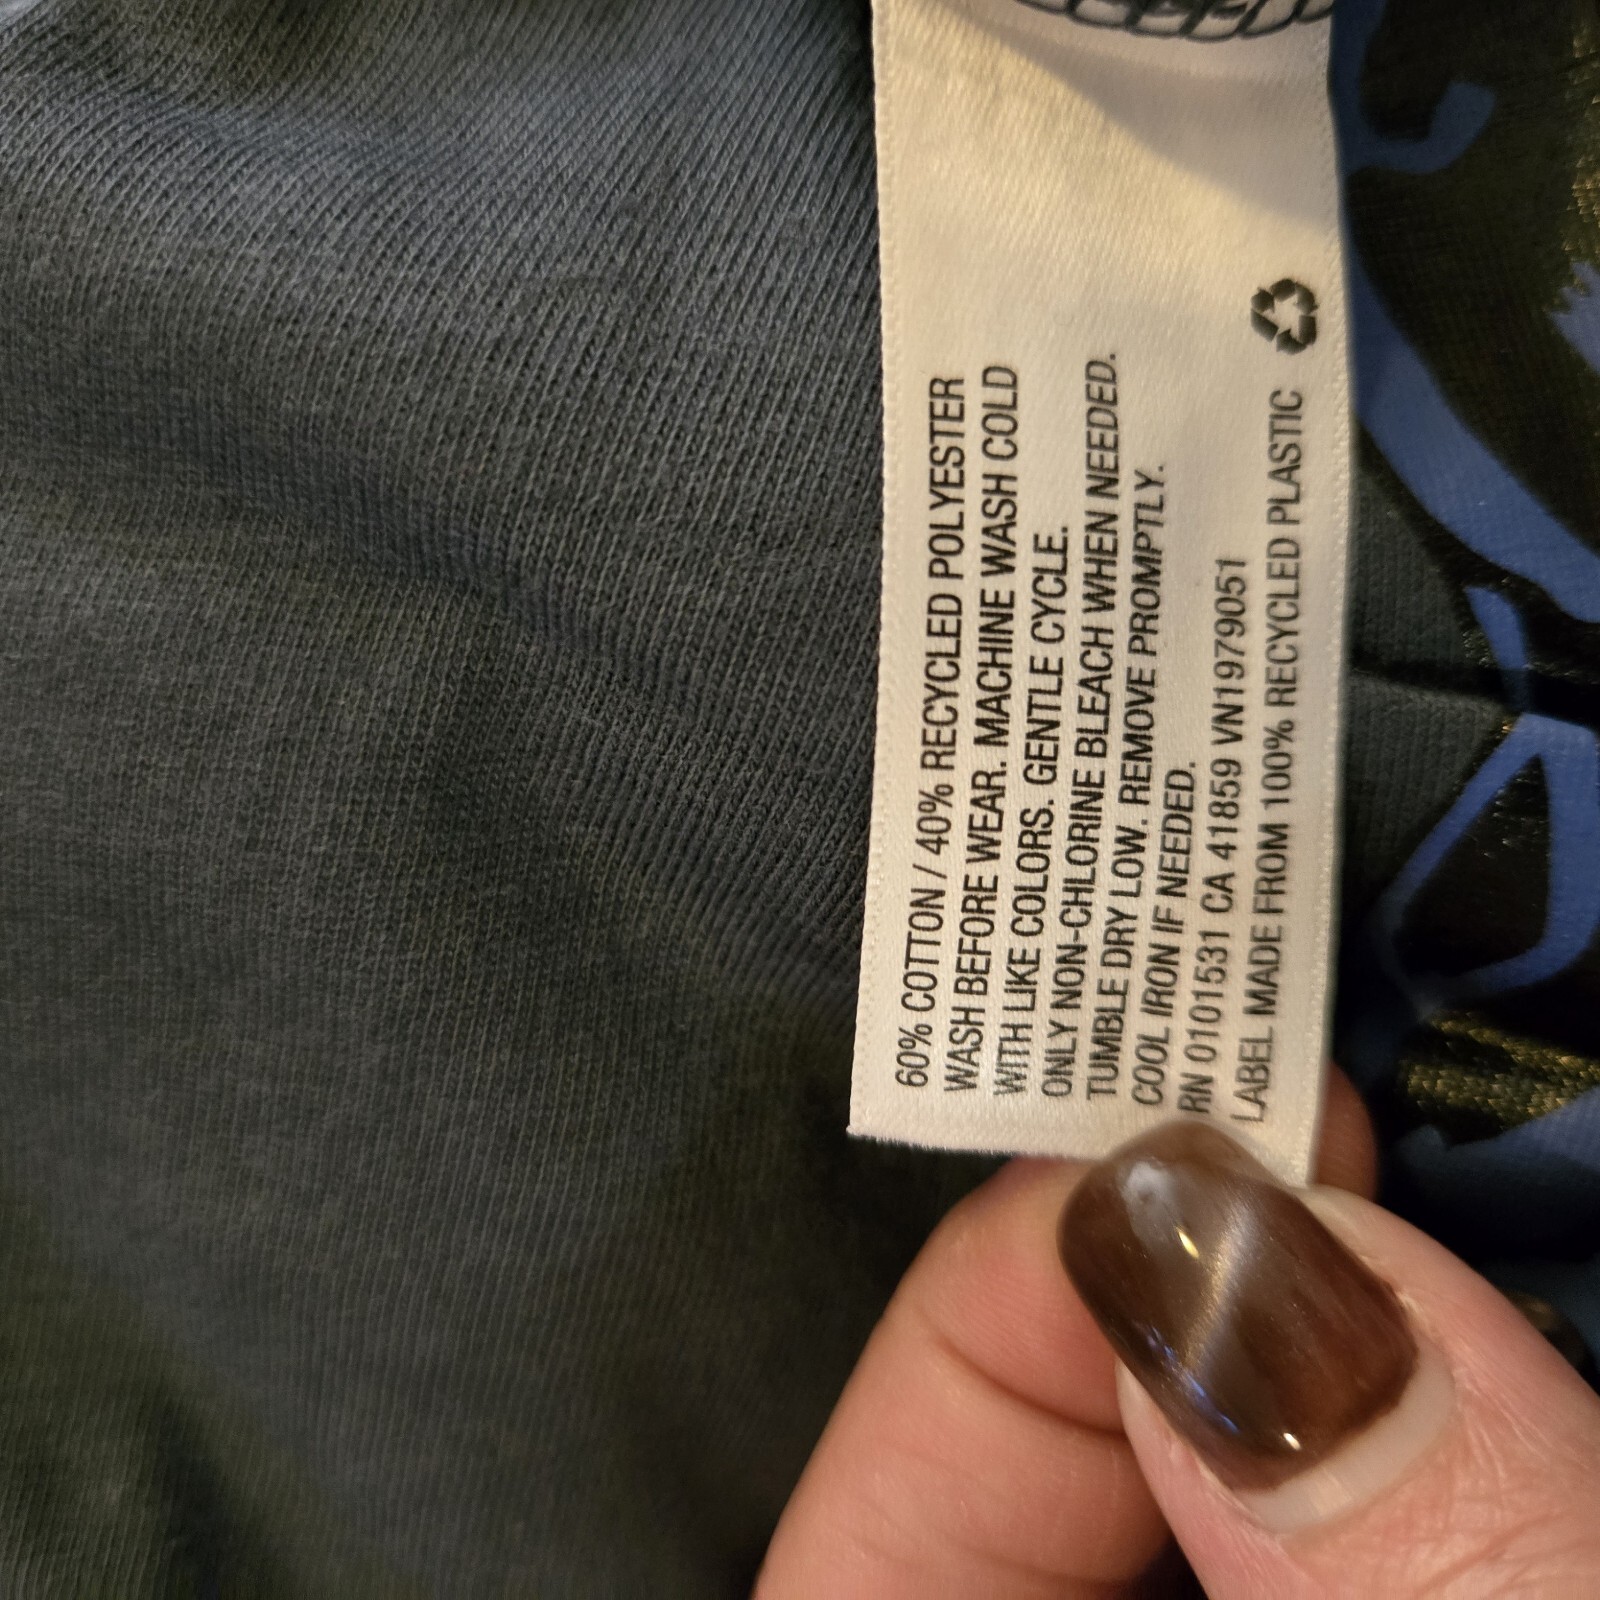 60% COTTON / 40% RECYCLED POLYESTER
WASH BEFORE WEAR. MACHINE WASH COLD
WITH LIKE COLORS. GENTLE CYCLE.
ONLY NON-CHLORINE BLEACH WHEN NEEDED.
TUMBLE DRY LOW. REMOVE PROMPTLY.
COOL IRON IF NEEDED.
RN 0101531 CA 41859 VN1979051
LABEL MADE FROM 100% RECYCLED PLASTIC